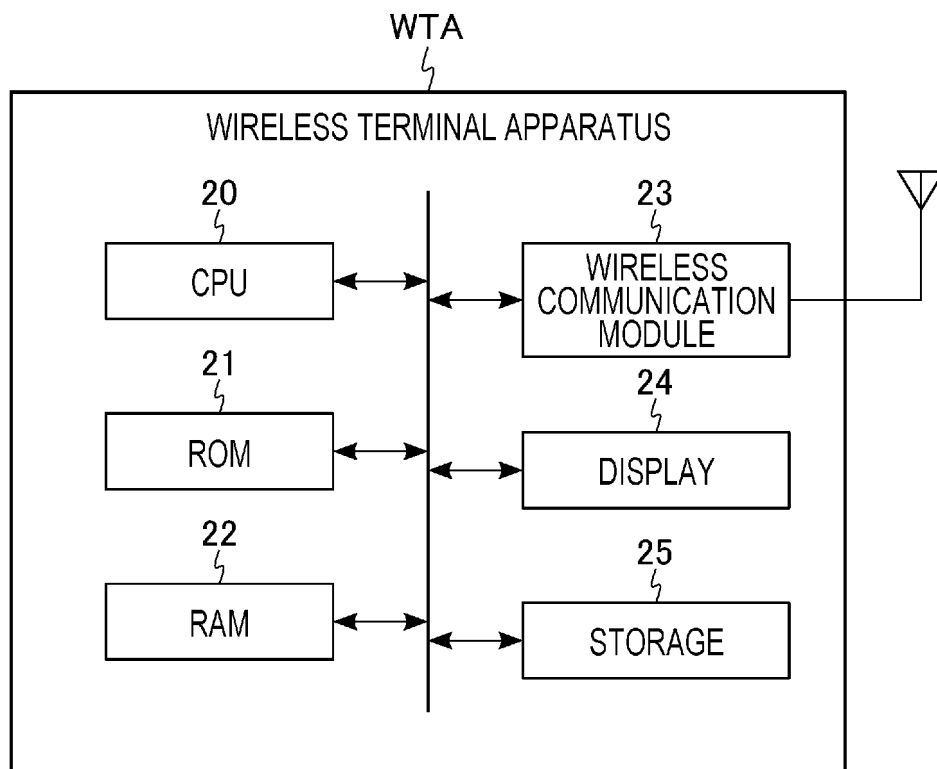 WTA
WIRELESS TERMINAL APPARATUS
20
CPU
21
ROM
22
RAM
23
WIRELESS
COMMUNICATION
MODULE
24
DISPLAY
25
STORAGE